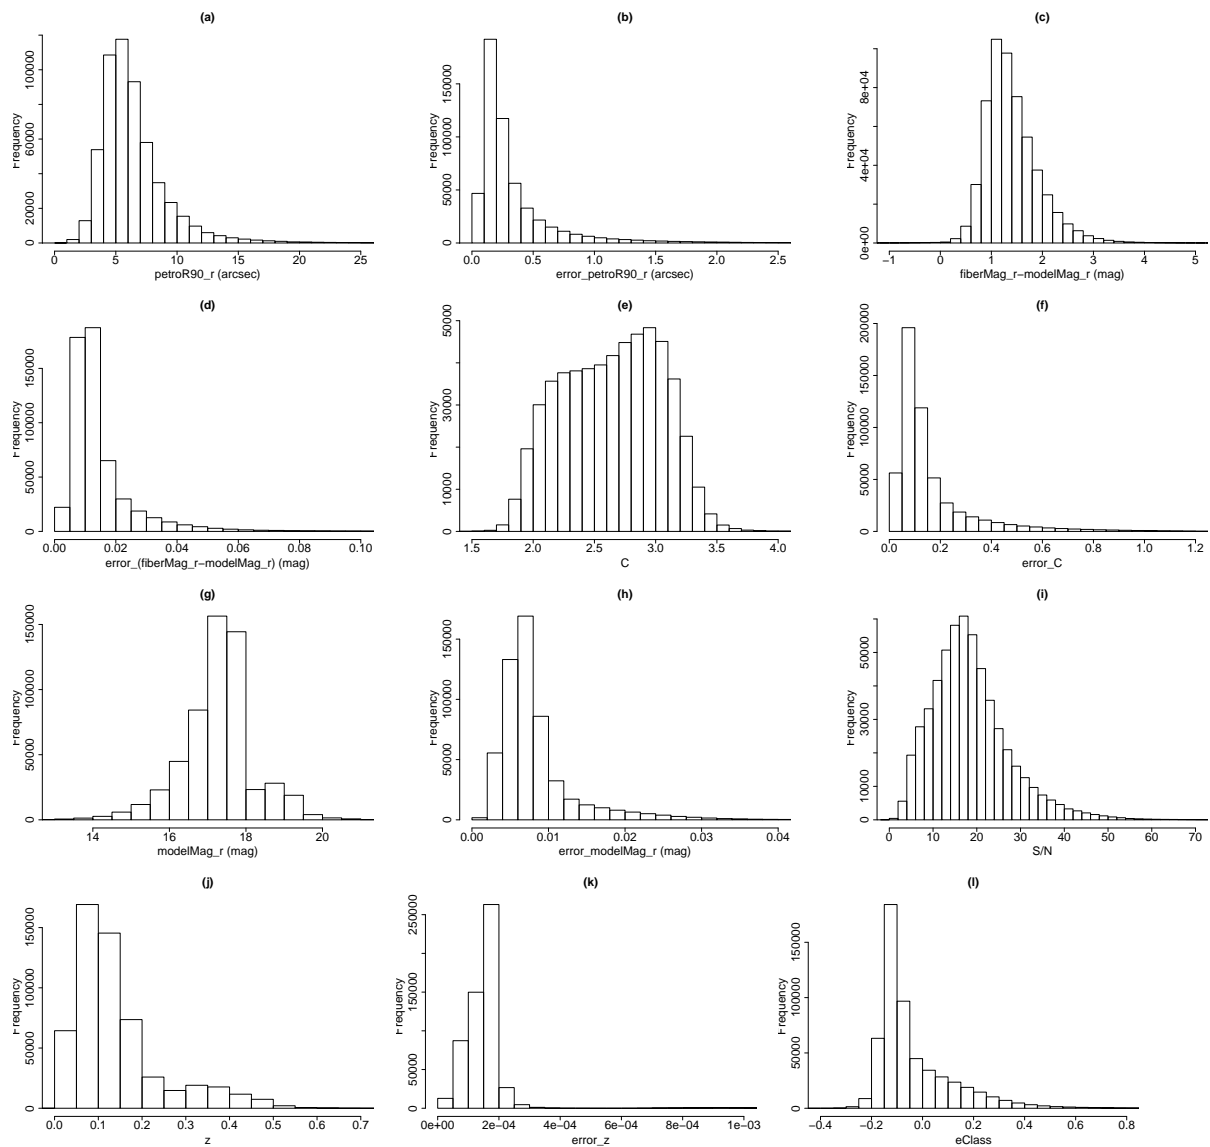 (a)
Frequency
0 20000 60000 100000
0 5 10 15 20 25
petroR90_r (arcsec)
(b)
Frequency
0 50000 100000 150000
0.0 0.5 1.0 1.5 2.0 2.5
error_petroR90_r (arcsec)
(c)
Frequency
0e+00 4e+04 8e+04
−1 0 1 2 3 4 5
fiberMag_r−modelMag_r (mag)
(d)
Frequency
0 50000 100000 150000
0.00 0.02 0.04 0.06 0.08 0.10
error_(fiberMag_r−modelMag_r) (mag)
(e)
Frequency
0 10000 30000 50000
1.5 2.0 2.5 3.0 3.5 4.0
C
(f)
Frequency
0 50000 100000 150000 200000
0.0 0.2 0.4 0.6 0.8 1.0 1.2
error_C
(g)
Frequency
0 50000 100000 150000
14 16 18 20
modelMag_r (mag)
(h)
Frequency
0 50000 100000 150000
0.00 0.01 0.02 0.03 0.04
error_modelMag_r (mag)
(i)
Frequency
0 10000 30000 50000
0 10 20 30 40 50 60 70
S/N
(j)
Frequency
0 50000 100000 150000
0.0 0.1 0.2 0.3 0.4 0.5 0.6 0.7
z
(k)
Frequency
0 50000 150000 250000
0e+00 2e−04 4e−04 6e−04 8e−04 1e−03
error_z
(l)
Frequency
0 50000 100000 150000
−0.4 −0.2 0.0 0.2 0.4 0.6 0.8
eClass